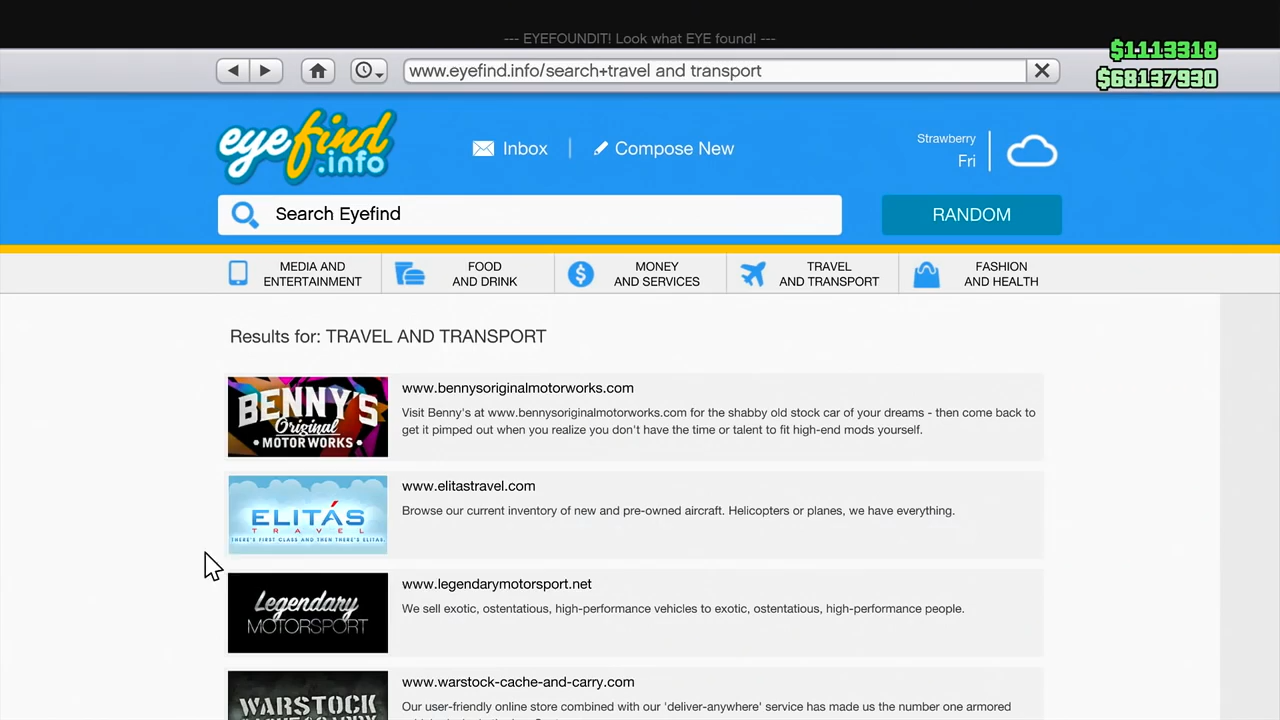 --- EYEFOUNDIT! Look what EYE found! ---
$1113318
www.eyefind.info/search+travel and transport
$68137930
eyefind.info
Inbox
Compose New
Strawberry
Fri
Search Eyefind
RANDOM
MEDIA AND
ENTERTAINMENT
FOOD
AND DRINK
MONEY
AND SERVICES
TRAVEL
AND TRANSPORT
FASHION
AND HEALTH
Results for: TRAVEL AND TRANSPORT
BENNY'S
Original
MOTOR WORKS
www.bennysoriginalmotorworks.com
Visit Benny's at www.bennysoriginalmotorworks.com for the shabby old stock car of your dreams - then come back to
get it pimped out when you realize you don't have the time or talent to fit high-end mods yourself.
ELITÁS
TRAVEL
THERE'S FIRST CLASS AND THEN THERE'S ELITAS.
www.elitastravel.com
Browse our current inventory of new and pre-owned aircraft. Helicopters or planes, we have everything.
Legendary
MOTORSPORT
www.legendarymotorsport.net
We sell exotic, ostentatious, high-performance vehicles to exotic, ostentatious, high-performance people.
WARSTOCK
www.warstock-cache-and-carry.com
Our user-friendly online store combined with our 'deliver-anywhere' service has made us the number one armored